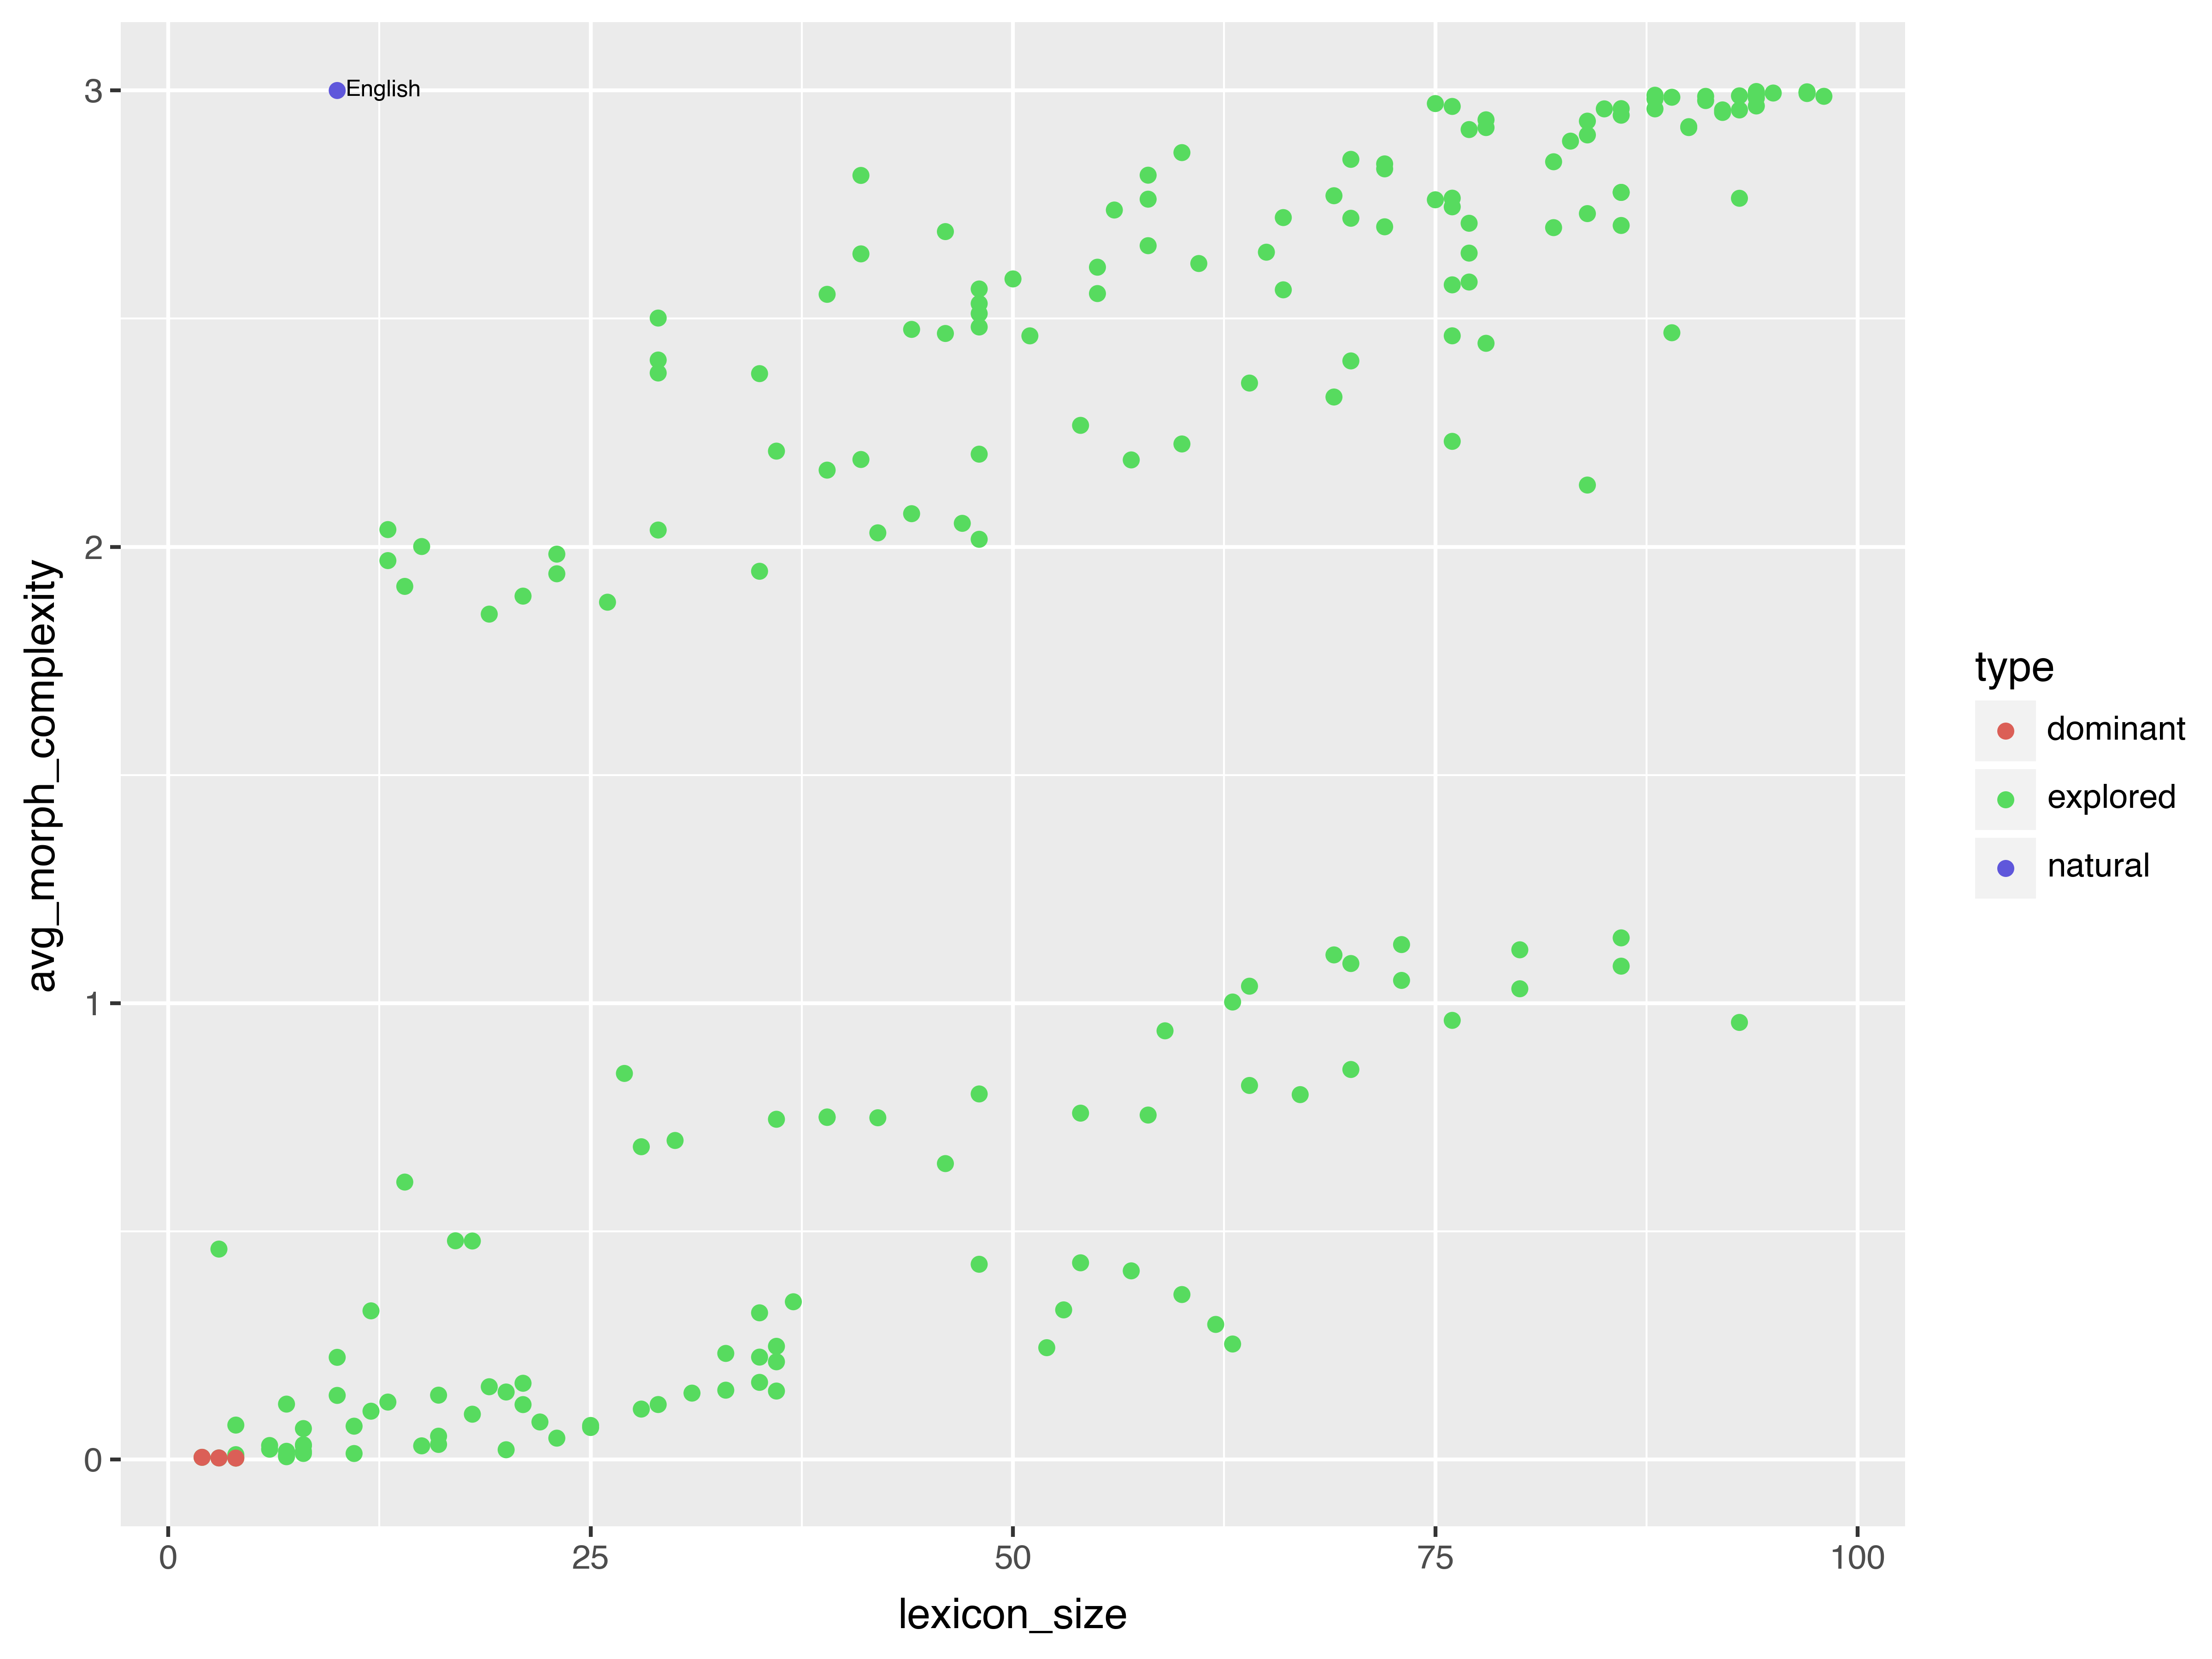 3
English
2
1
0
0 25 50 75 100
lexicon_size
avg_morph_complexity
type
dominant
explored
natural